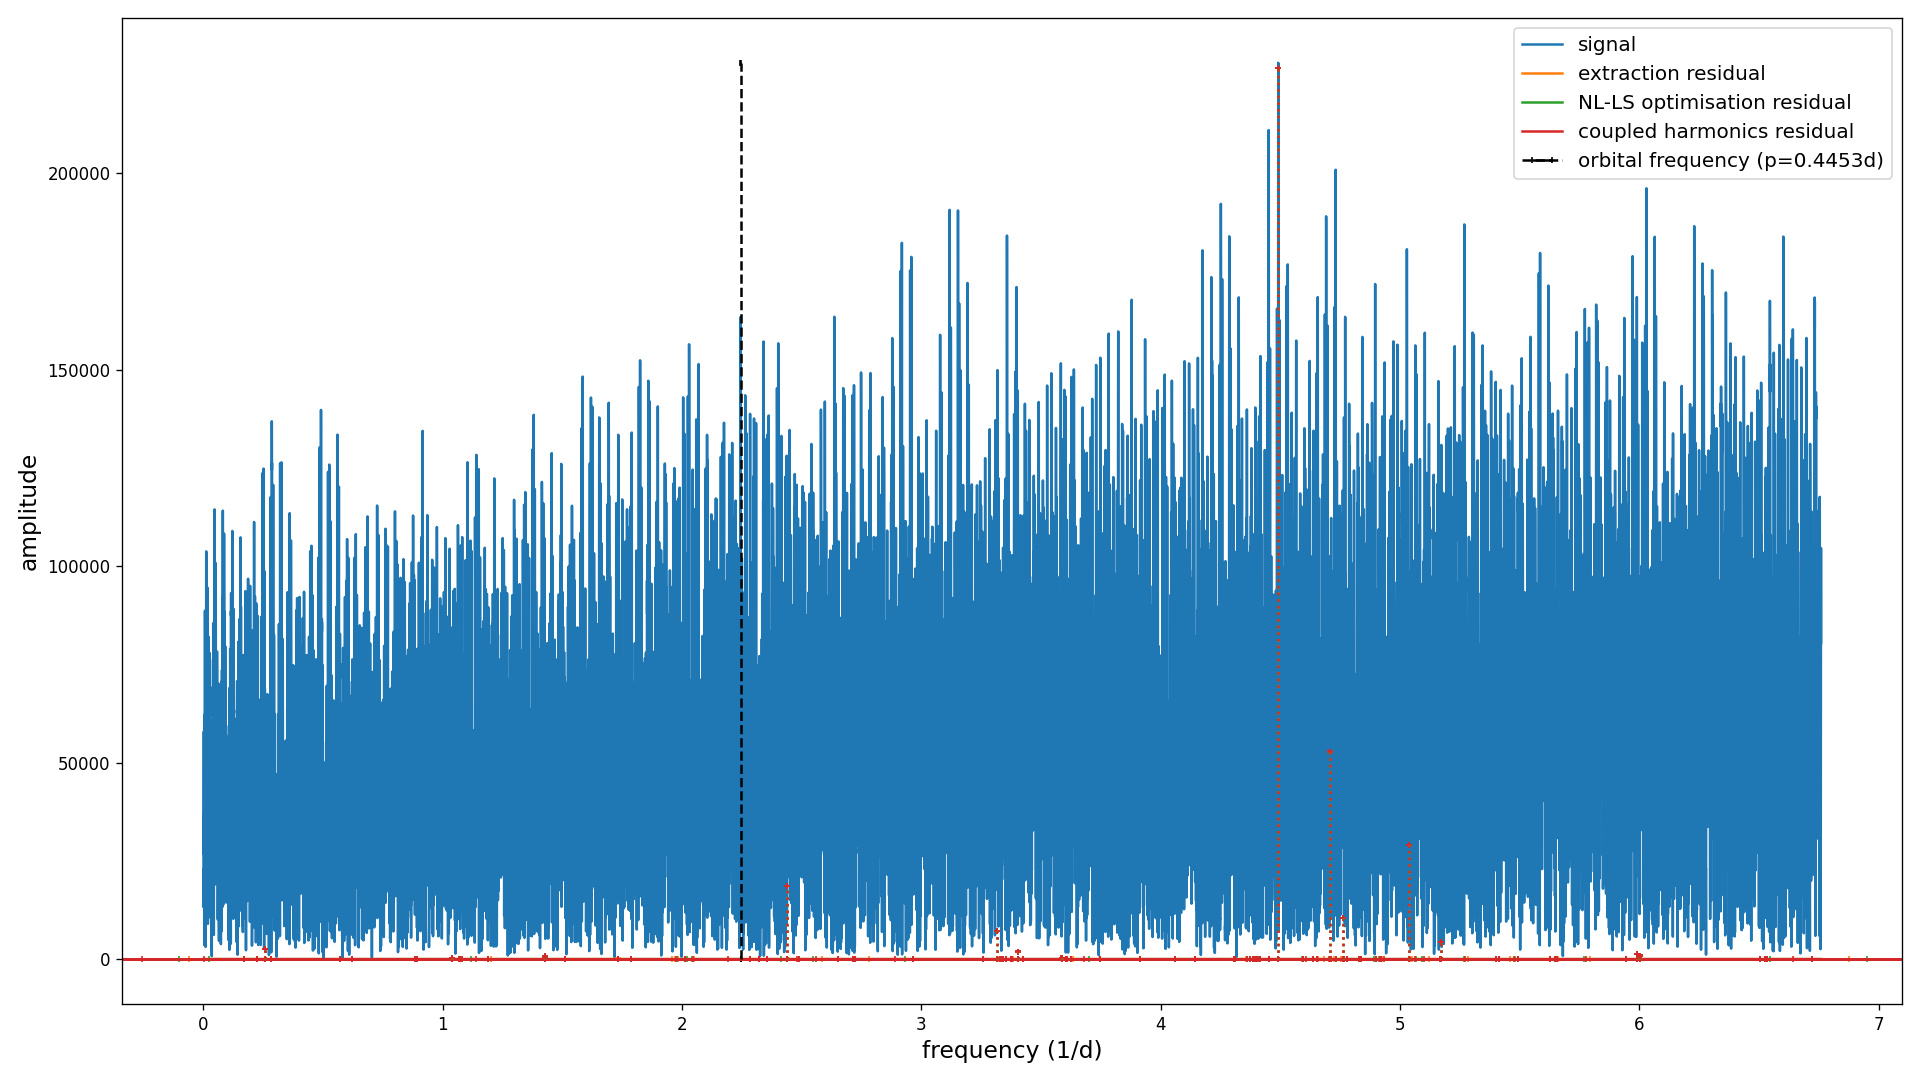 signal
extraction residual
NL-LS optimisation residual
coupled harmonics residual
orbital frequency (p=0.4453d)
amplitude
200000
150000
100000
50000
0
0 1 2 3 4 5 6 7
frequency (1/d)